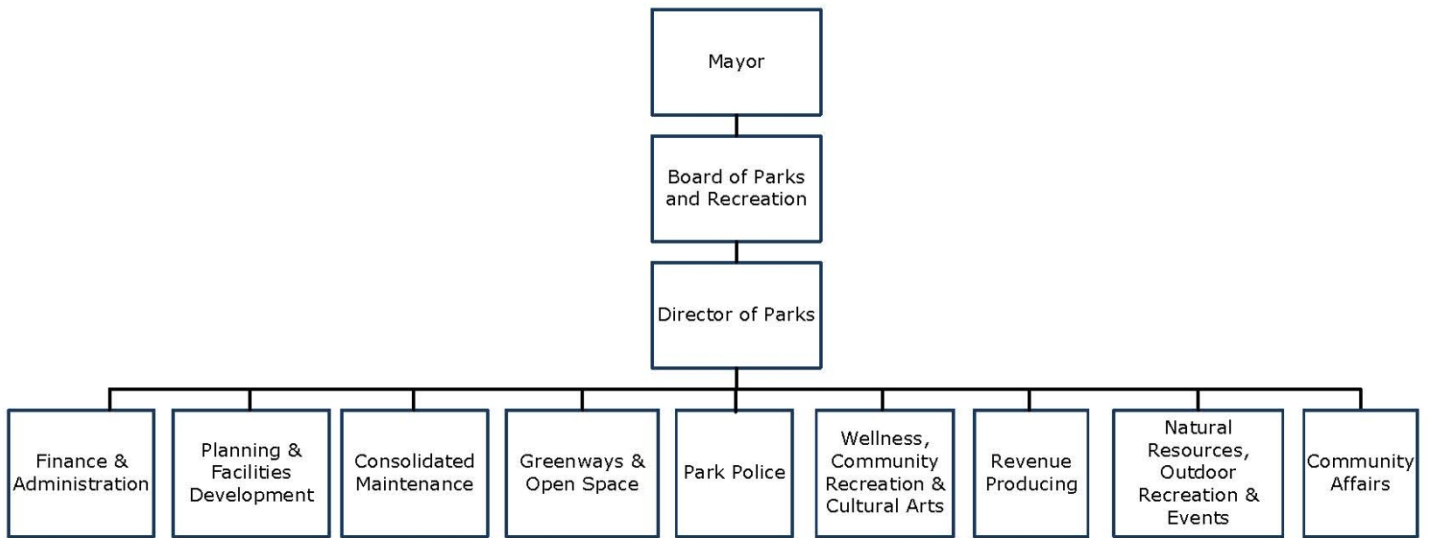 Mayor
Board of Parks
and Recreation
Director of Parks
Finance &
Administration
Planning &
Facilities
Development
Consolidated
Maintenance
Greenways &
Open Space
Park Police
Wellness,
Community
Recreation &
Cultural Arts
Revenue
Producing
Natural
Resources,
Outdoor
Recreation &
Events
Community
Affairs